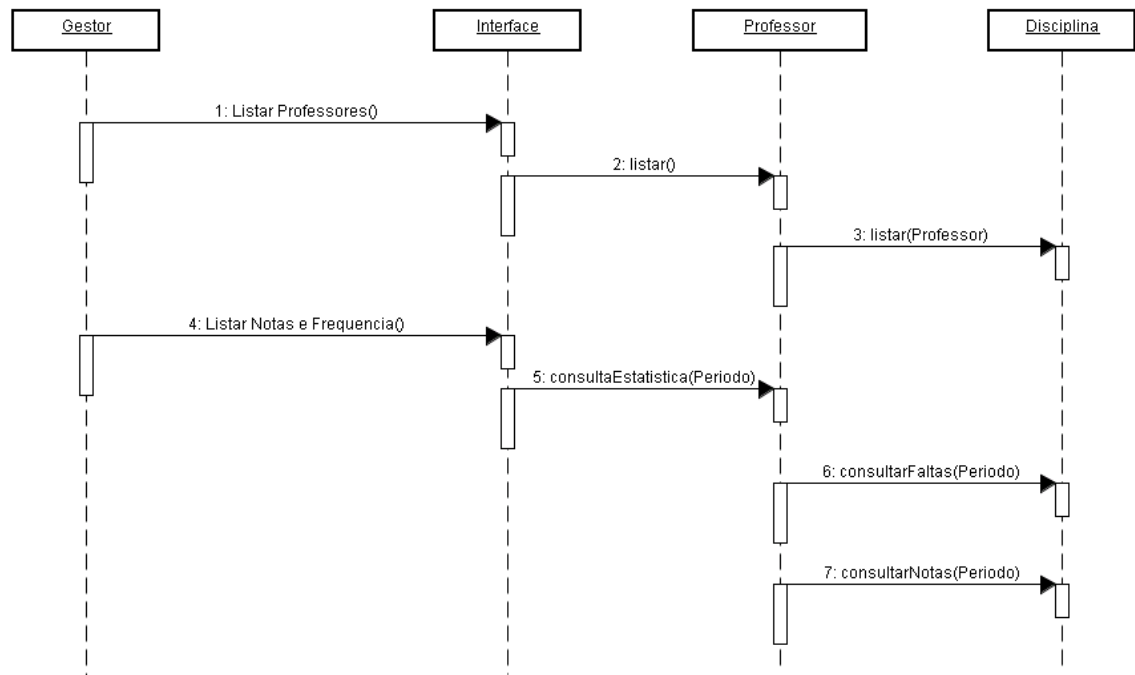 Gestor
Interface
Professor
Disciplina
1: Listar Professores()
2: listar()
3: listar(Professor)
4: Listar Notas e Frequencia()
5: consultaEstatistica(Periodo)
6: consultarFaltas(Periodo)
7: consultarNotas(Periodo)